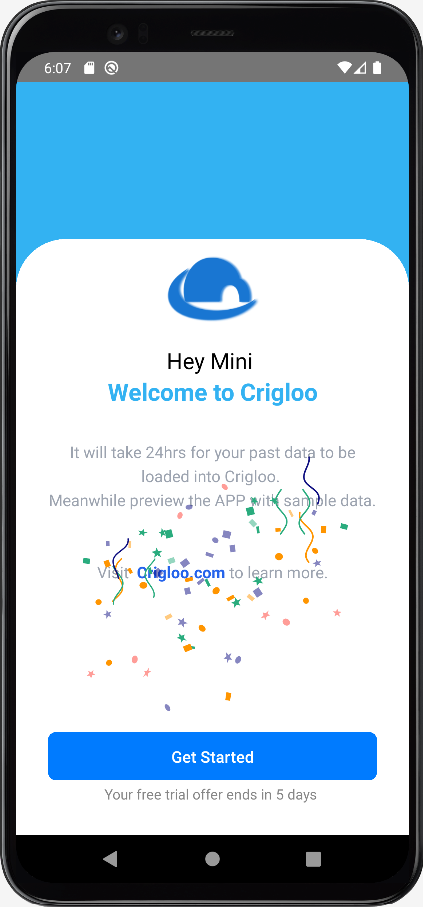 6:07
Hey Mini
Welcome to Crigloo
It will take 24hrs for your past data to be
loaded into Crigloo.
Meanwhile preview the APP with sample data.
Visit Crigloo.com to learn more.
Get Started
Your free trial offer ends in 5 days